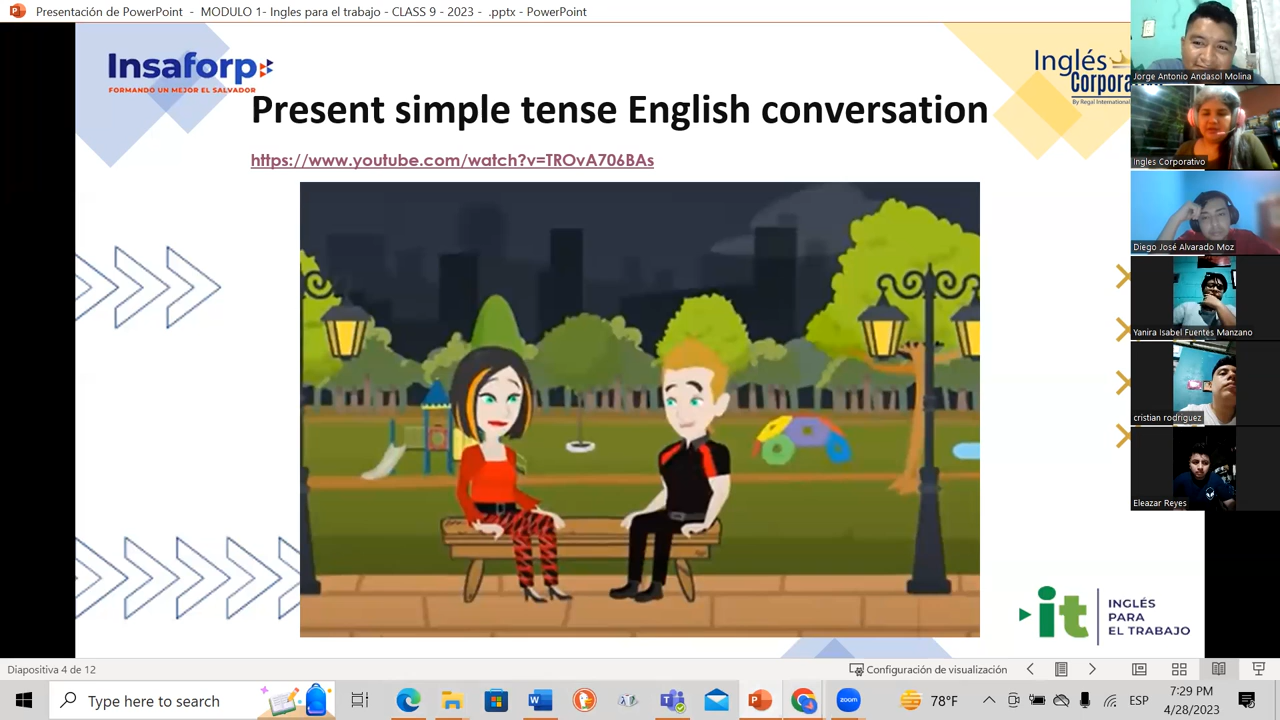 Presentación de PowerPoint - MODULO 1- Ingles para el trabajo - CLASS 9 - 2023 - .pptx - PowerPoint
Insaforp
FORMANDO UN MEJOR EL SALVADOR
Inglés
Corporati
By Regal International
Present simple tense English conversation
https://www.youtube.com/watch?v=TROvA706BAs
Jorge Antonio Andasol Molina
Ingles Corporativo
Diego José Alvarado Moz
Yanira Isabel Fuentes Manzano
cristian rodriguez
Eleazar Reyes
it
INGLÉS
PARA
EL TRABAJO
Diapositiva 4 de 12
Configuración de visualización
Type here to search
zoom
78°F
ESP
7:29 PM
4/28/2023